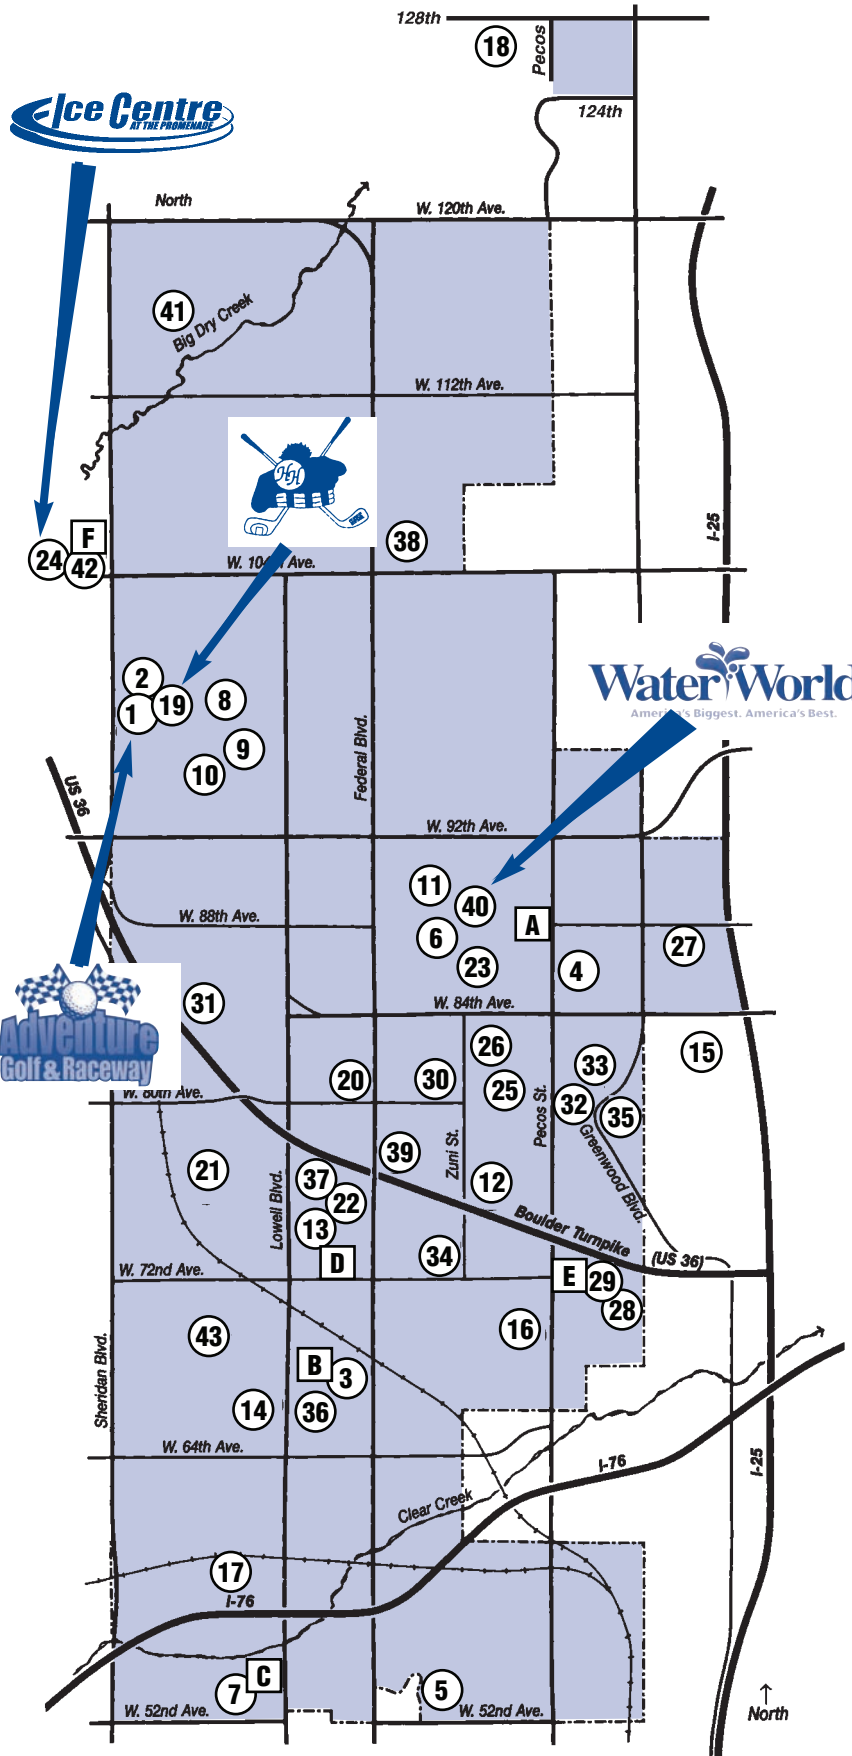 128th
18
Pecos
124th
Ice Centre
AT THE PROMENADE
North
W. 120th Ave.
41
Big Dry Creek
W. 112th Ave.
HH
I-25
F
38
24
42
W. 104th Ave.
2
19
8
1
Water World
America's Biggest. America's Best.
9
10
Federal Blvd.
US 36
W. 92th Ave.
11
40
W. 88th Ave.
A
6
27
23
4
31
W. 84th Ave.
Adventure
Golf & Raceway
26
33
15
20
30
25
W. 80th Ave.
32
35
Pecos St.
Zuni St.
39
Greenwood Blvd.
21
37
12
22
Lowell Blvd.
13
Boulder Turnpike
(US 36)
34
D
W. 72nd Ave.
E
29
28
43
16
Sheridan Blvd.
B
3
14
36
W. 64th Ave.
I-76
I-25
Clear Creek
17
I-76
C
7
5
W. 52nd Ave.
W. 52nd Ave.
North